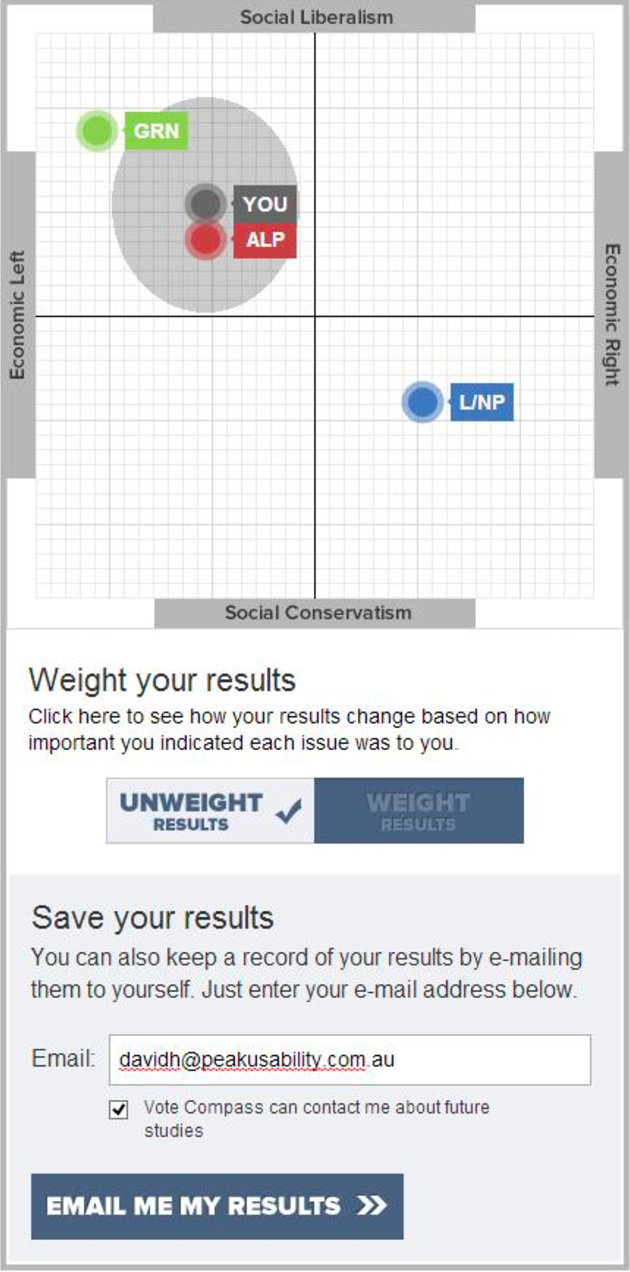 Social Liberalism
GRN
YOU
ALP
Economic Left
Economic Right
L/NP
Social Conservatism
Weight your results
Click here to see how your results change based on how
important you indicated each issue was to you.
UNWEIGHT
RESULTS
WEIGHT
RESULTS
Save your results
You can also keep a record of your results by e-mailing
them to yourself. Just enter your e-mail address below.
Email: davidh@peakusability.com.au
Vote Compass can contact me about future
studies
EMAIL ME MY RESULTS